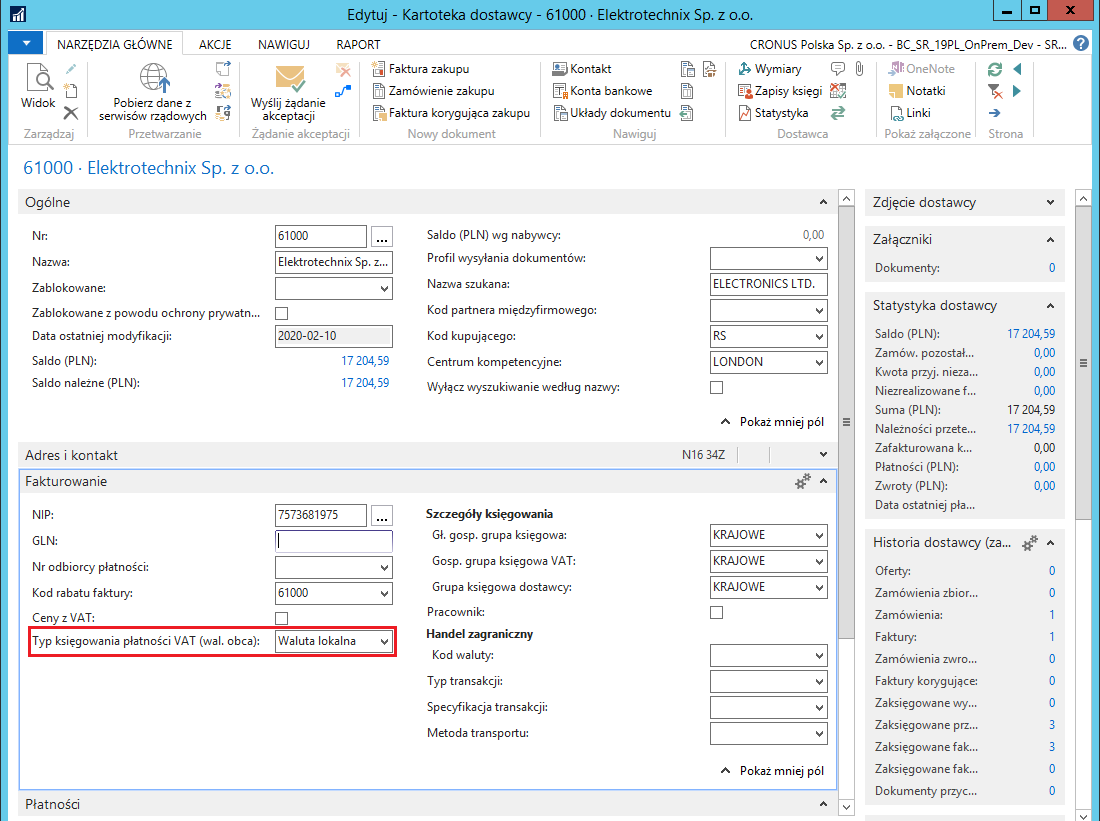 Edytuj - Kartoteka dostawcy - 61000 · Elektrotechnix Sp. z o.o.
NARZĘDZIA GŁÓWNE AKCJE NAWIGUJ RAPORT
CRONUS Polska Sp. z o.o. - BC_SR_19PL_OnPrem_Dev - SR...
Widok
Zarządzaj
Pobierz dane z
serwisów rządowych
Przetwarzanie
Wyślij żądanie
akceptacji
Żądanie akceptacji
Faktura zakupu
Zamówienie zakupu
Faktura korygująca zakupu
Nowy dokument
Kontakt
Konta bankowe
Układy dokumentu
Nawiguj
Wymiary
Zapisy księgi
Statystyka
Dostawca
OneNote
Notatki
Linki
Pokaż załączone
Strona
61000 · Elektrotechnix Sp. z o.o.
Ogólne
Nr: 61000 ...
Nazwa: Elektrotechnix Sp. z...
Zablokowane:
Zablokowane z powodu ochrony prywatn...
Data ostatniej modyfikacji: 2020-02-10
Saldo (PLN): 17 204,59
Saldo należne (PLN): 17 204,59
Saldo (PLN) wg nabywcy: 0,00
Profil wysyłania dokumentów:
Nazwa szukana: ELECTRONICS LTD.
Kod partnera międzyfirmowego:
Kod kupującego: RS
Centrum kompetencyjne: LONDON
Wyłącz wyszukiwanie według nazwy:
Pokaż mniej pól
Adres i kontakt N16 34Z
Fakturowanie
NIP: 7573681975 ...
GLN:
Nr odbiorcy płatności:
Kod rabatu faktury: 61000
Ceny z VAT:
Typ księgowania płatności VAT (wal. obca): Waluta lokalna
Szczegóły księgowania
Gł. gosp. grupa księgowa: KRAJOWE
Gosp. grupa księgowa VAT: KRAJOWE
Grupa księgowa dostawcy: KRAJOWE
Pracownik:
Handel zagraniczny
Kod waluty:
Typ transakcji:
Specyfikacja transakcji:
Metoda transportu:
Pokaż mniej pól
Płatności
Zdjęcie dostawcy
Załączniki
Dokumenty: 0
Statystyka dostawcy
Saldo (PLN): 17 204,59
Zamów. pozostał... 0,00
Kwota przyj. nieza... 0,00
Niezrealizowane f... 0,00
Suma (PLN): 17 204,59
Należności przete... 17 204,59
Zafakturowana k... 0,00
Płatności (PLN): 0,00
Zwroty (PLN): 0,00
Data ostatniej pła...
Historia dostawcy (za...
Oferty: 0
Zamówienia zbior... 0
Zamówienia: 1
Faktury: 1
Zamówienia zwro... 0
Faktury korygujące: 0
Zaksięgowane wy... 0
Zaksięgowane prz... 3
Zaksięgowane fak... 3
Zaksięgowane fak... 0
Dokumenty przyc... 0